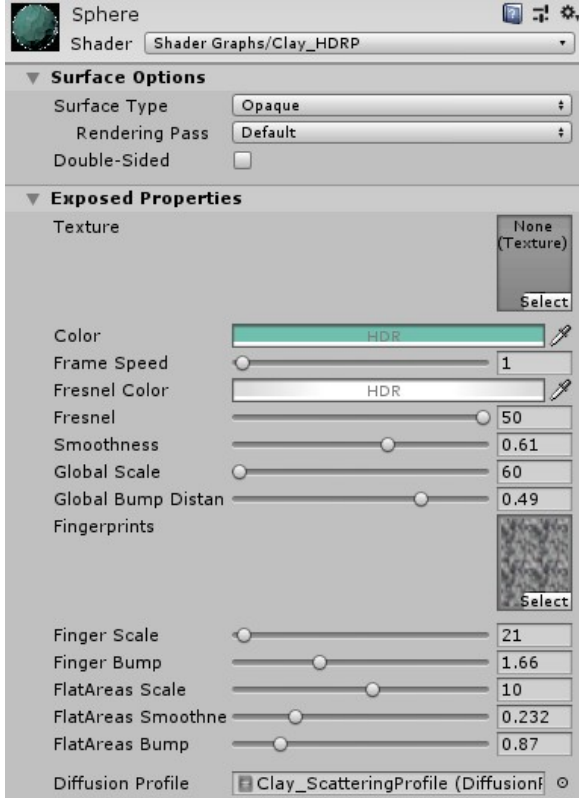 Sphere
Shader Shader Graphs/Clay_HDRP
Surface Options
Surface Type Opaque
Rendering Pass Default
Double-Sided
Exposed Properties
Texture None
(Texture)
Select
Color HDR
Frame Speed 1
Fresnel Color HDR
Fresnel 50
Smoothness 0.61
Global Scale 60
Global Bump Distan 0.49
Fingerprints
Select
Finger Scale 21
Finger Bump 1.66
FlatAreas Scale 10
FlatAreas Smoothne 0.232
FlatAreas Bump 0.87
Diffusion Profile Clay_ScatteringProfile (Diffusion